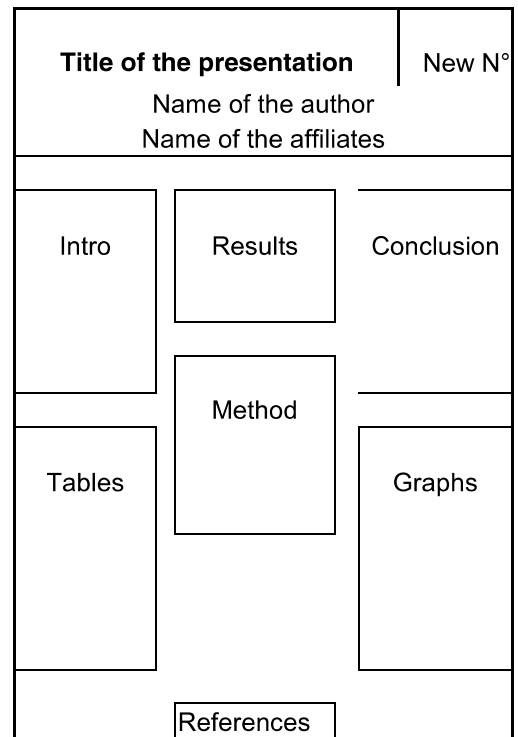 Title of the presentation
New N°
Name of the author
Name of the affiliates
Intro
Results
Conclusion
Method
Tables
Graphs
References